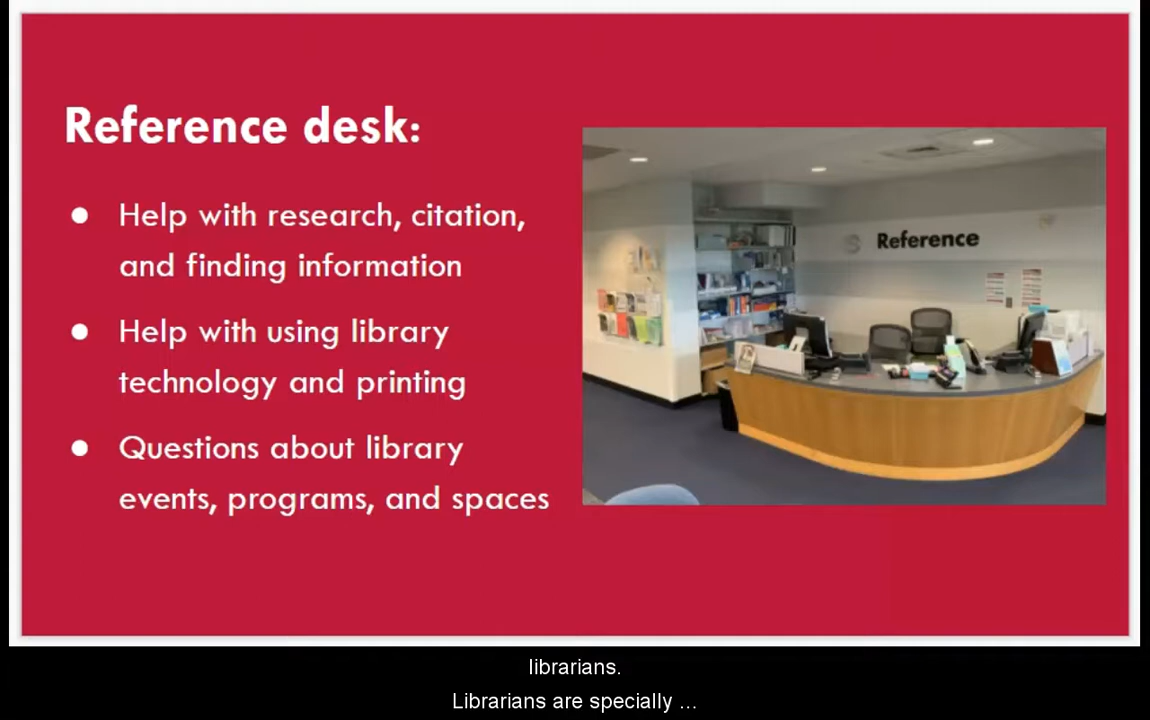 Reference desk:
● Help with research, citation,
and finding information
● Help with using library
technology and printing
● Questions about library
events, programs, and spaces
Reference
librarians.
Librarians are specially ...